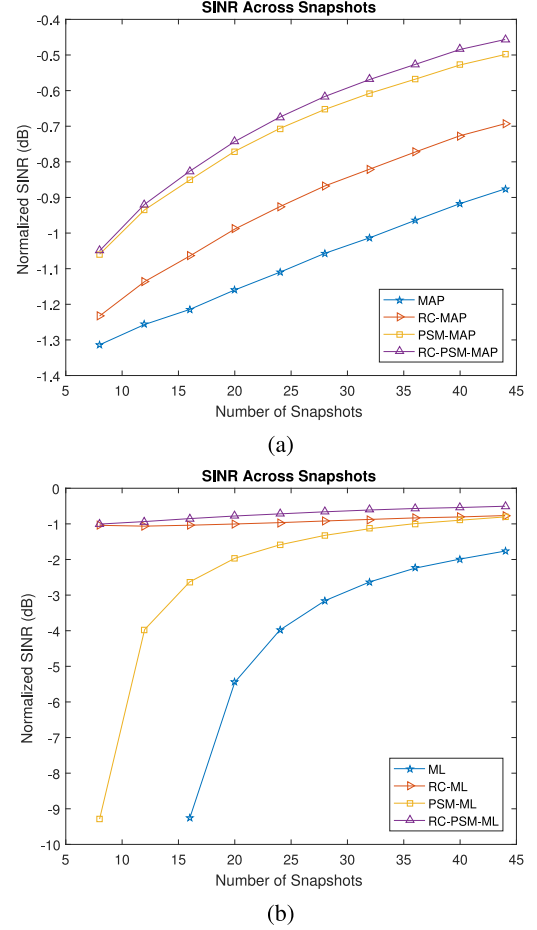 SINR Across Snapshots
-0.4
-0.5
-0.6
-0.7
-0.8
-0.9
-1
-1.1
-1.2
-1.3
-1.4
Normalized SINR (dB)
MAP
RC-MAP
PSM-MAP
RC-PSM-MAP
5 10 15 20 25 30 35 40 45
Number of Snapshots
(a)
SINR Across Snapshots
0
-1
-2
-3
-4
-5
-6
-7
-8
-9
-10
Normalized SINR (dB)
ML
RC-ML
PSM-ML
RC-PSM-ML
5 10 15 20 25 30 35 40 45
Number of Snapshots
(b)